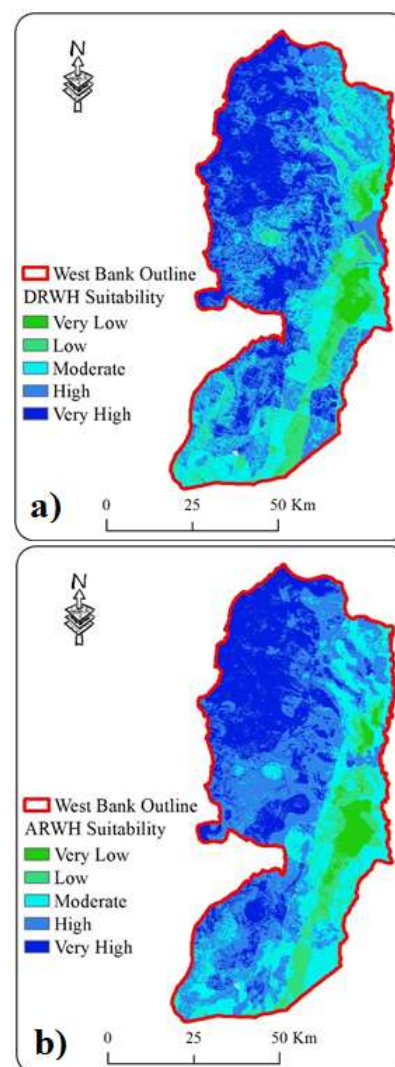 N
West Bank Outline
DRWH Suitability
Very Low
Low
Moderate
High
Very High
0 25 50 Km
a)
N
West Bank Outline
ARWH Suitability
Very Low
Low
Moderate
High
Very High
0 25 50 Km
b)